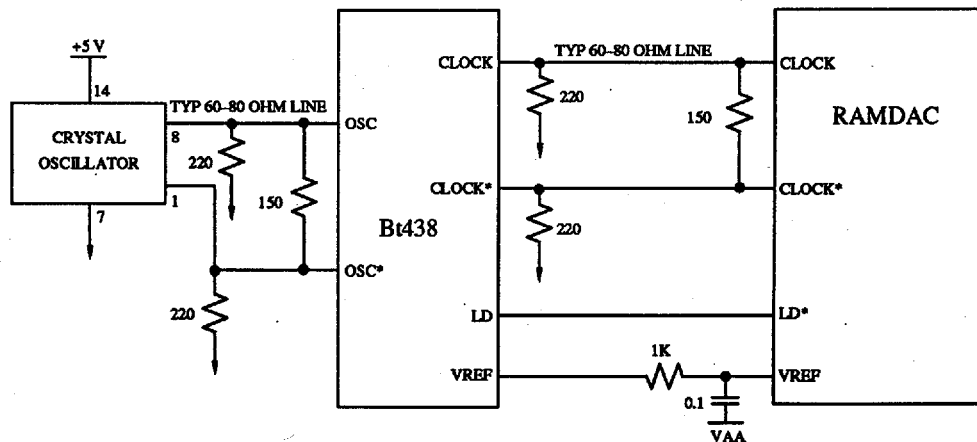 +5 V
14
TYP 60–80 OHM LINE
CRYSTAL
OSCILLATOR
8
1
7
220
150
220
OSC
OSC*
Bt438
CLOCK
CLOCK*
LD
VREF
TYP 60–80 OHM LINE
220
150
220
1K
0.1
VAA
CLOCK
RAMDAC
CLOCK*
LD*
VREF